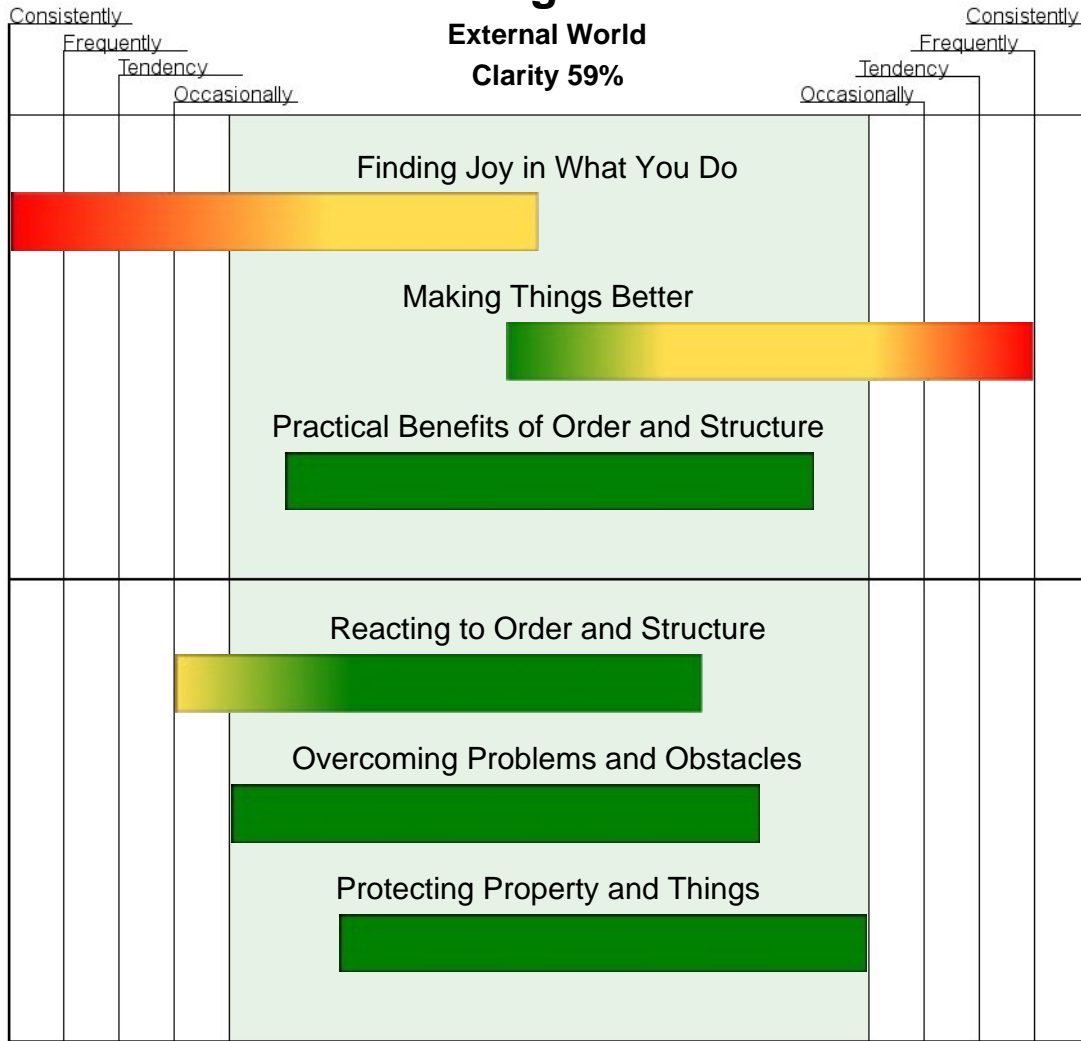 Consistently
Consistently
Frequently
External World
Frequently
Tendency
Clarity 59%
Tendency
Occasionally
Occasionally
Finding Joy in What You Do
Making Things Better
Practical Benefits of Order and Structure
Reacting to Order and Structure
Overcoming Problems and Obstacles
Protecting Property and Things